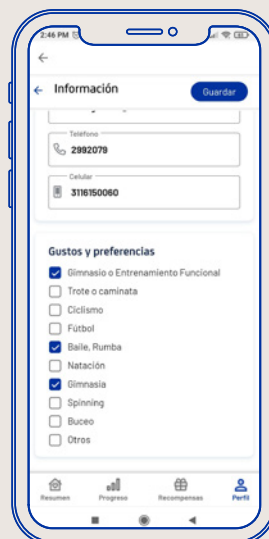 2:46 PM
Información
Guardar
Teléfono
2992079
Celular
3116150060
Gustos y preferencias
Gimnasio o Entrenamiento Funcional
Trote o caminata
Ciclismo
Fútbol
Baile, Rumba
Natación
Gimnasia
Spinning
Buceo
Otros
Resumen Progreso Recompensas Perfil